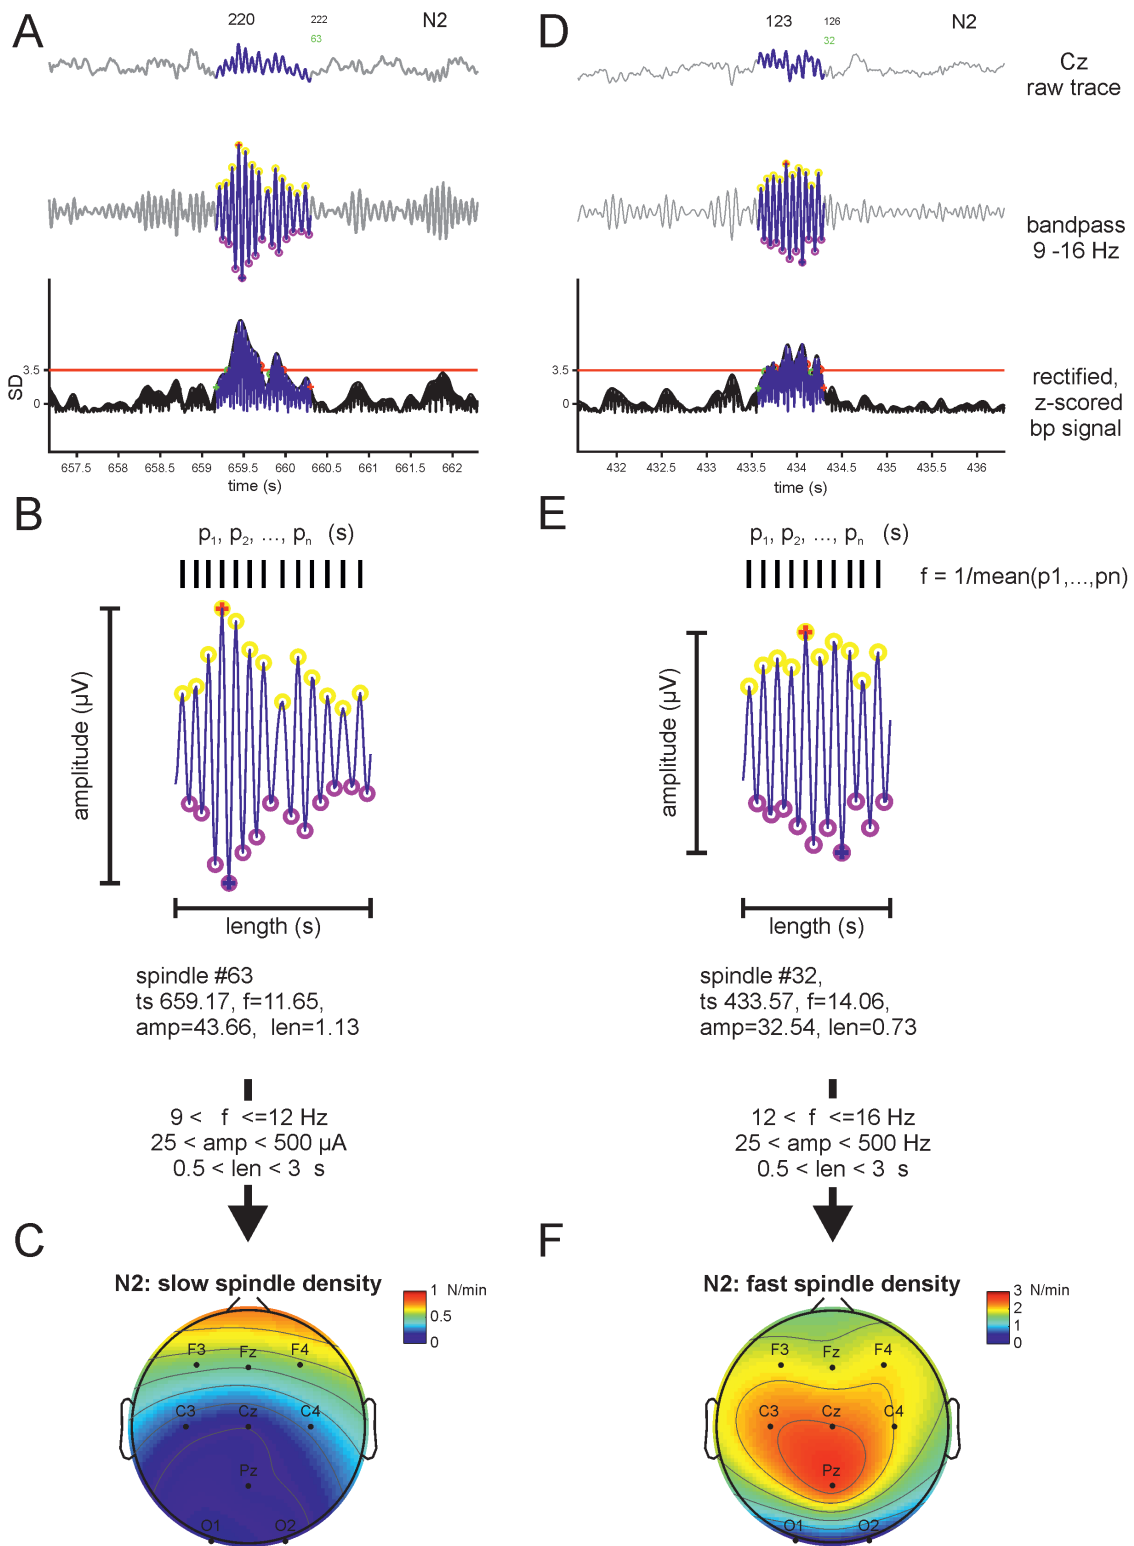 A
220
222
63
N2
D
123
126
32
N2
Cz
raw trace
bandpass
9 -16 Hz
3.5
0
SD
657.5 658 658.5 659 659.5 660 660.5 661 661.5 662
time (s)
3.5
0
432 432.5 433 433.5 434 434.5 435 435.5 436
time (s)
rectified,
z-scored
bp signal
B
p1, p2, ..., pn (s)
amplitude (µV)
length (s)
spindle #63
ts 659.17, f=11.65,
amp=43.66, len=1.13
9 < f <=12 Hz
25 < amp < 500 µA
0.5 < len < 3 s
E
p1, p2, ..., pn (s)
f = 1/mean(p1,...,pn)
amplitude (µV)
length (s)
spindle #32,
ts 433.57, f=14.06,
amp=32.54, len=0.73
12 < f <=16 Hz
25 < amp < 500 Hz
0.5 < len < 3 s
C
N2: slow spindle density
1 N/min
0.5
0
F3 Fz F4
C3 Cz C4
Pz
O1 O2
F
N2: fast spindle density
3 N/min
2
1
0
F3 Fz F4
C3 Cz C4
Pz
O1 O2